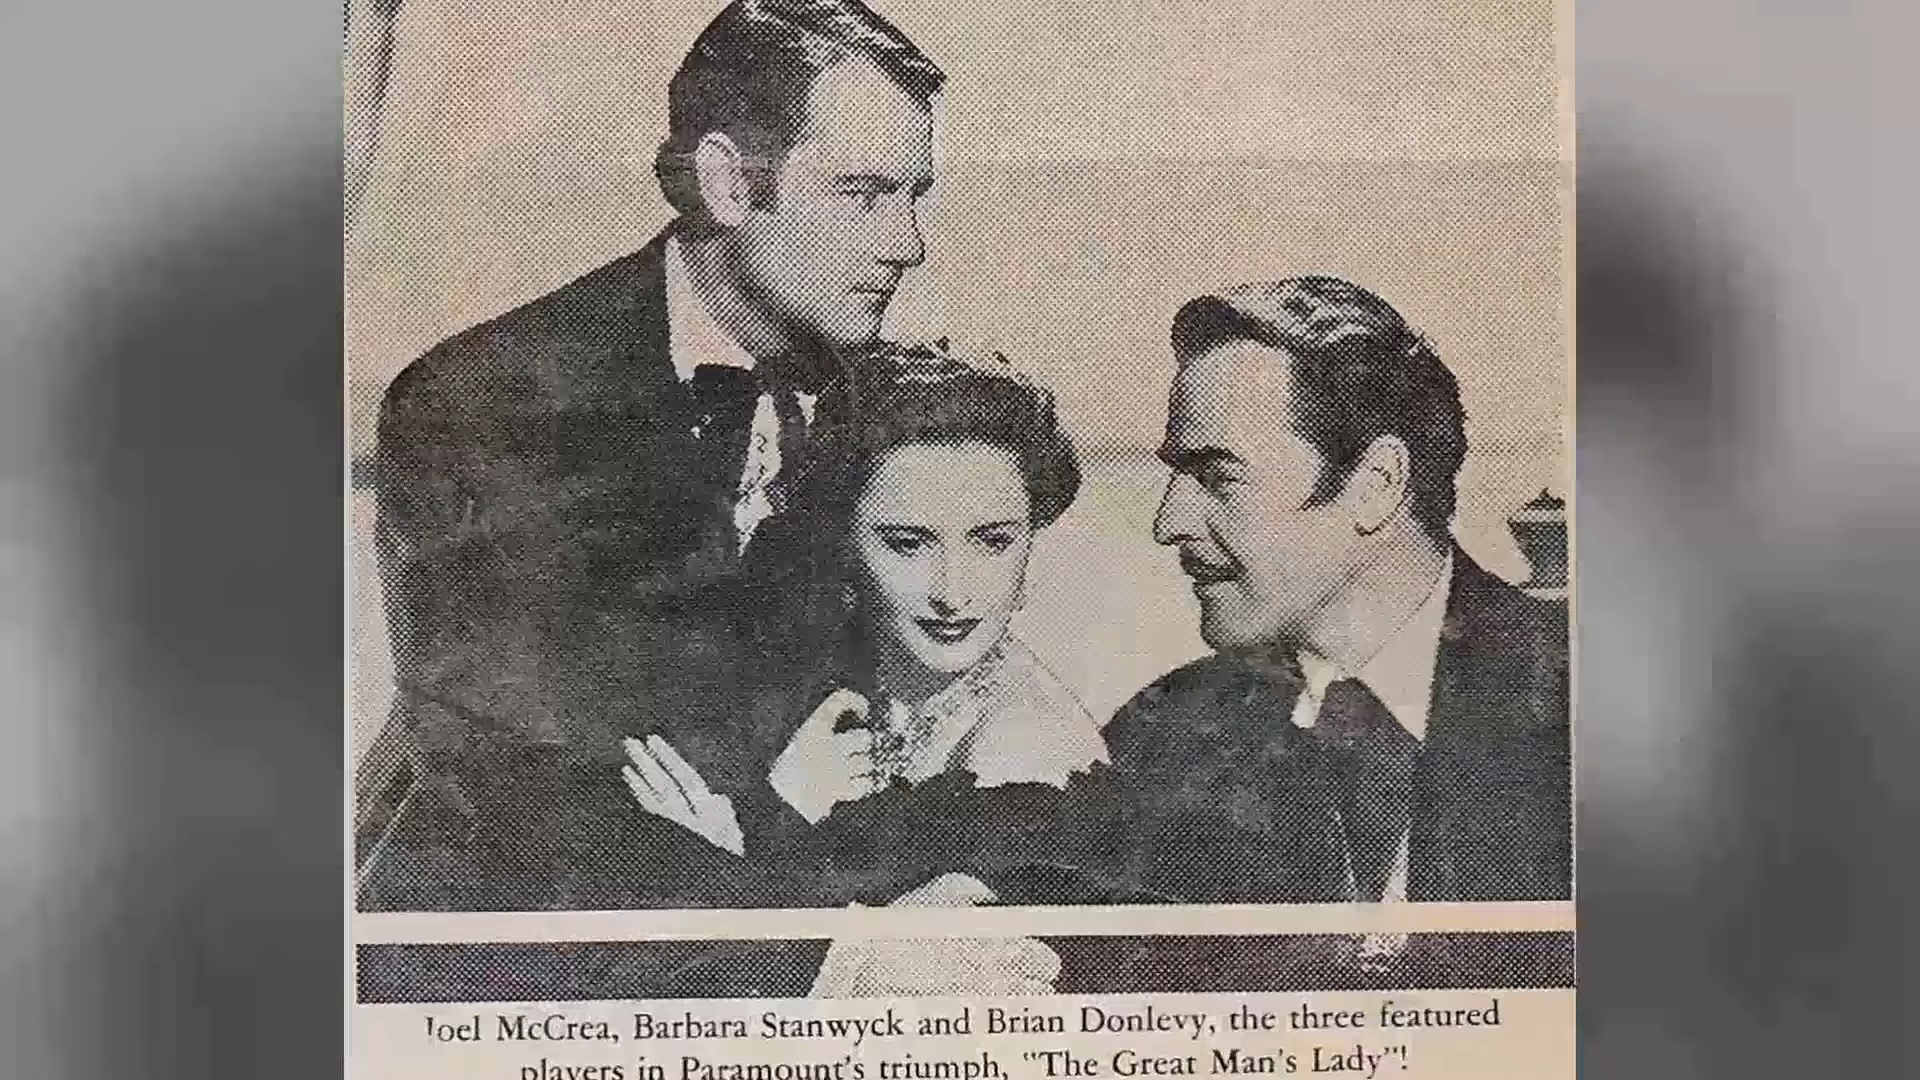 Joel McCrea, Barbara Stanwyck and Brian Donlevy, the three featured
players in Paramount's triumph, "The Great Man's Lady"!